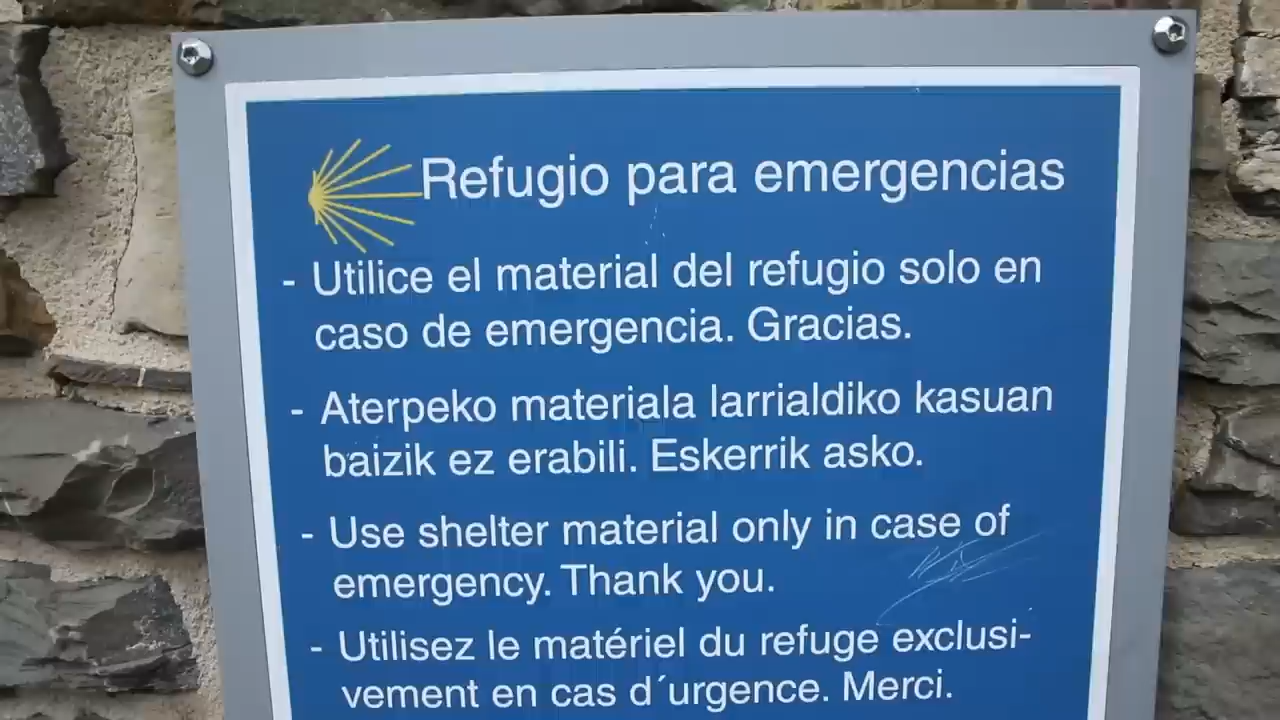 Refugio para emergencias
- Utilice el material del refugio solo en
caso de emergencia. Gracias.
- Aterpeko materiala larrialdiko kasuan
baizik ez erabili. Eskerrik asko.
- Use shelter material only in case of
emergency. Thank you.
- Utilisez le matériel du refuge exclusi-
vement en cas d´urgence. Merci.